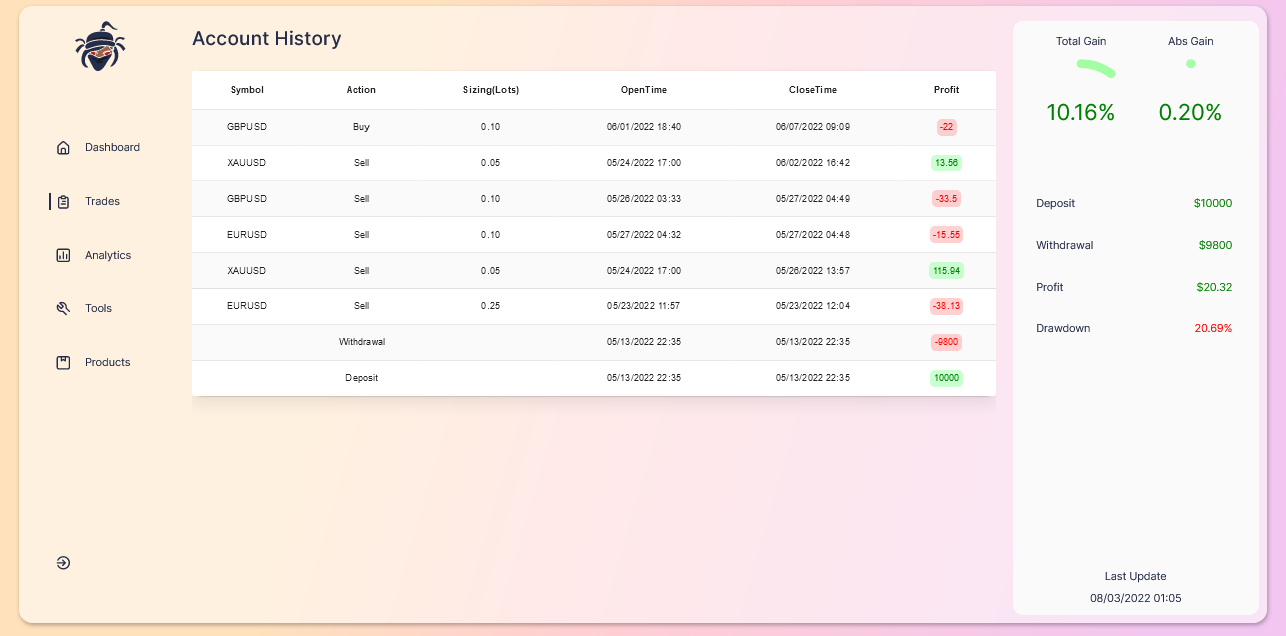 Account History
Dashboard
Trades
Analytics
Tools
Products
Symbol Action Sizing(Lots) OpenTime CloseTime Profit
GBPUSD Buy 0.10 06/01/2022 18:40 06/07/2022 09:09 -22
XAUUSD Sell 0.05 05/24/2022 17:00 06/02/2022 16:42 13.56
GBPUSD Sell 0.10 05/26/2022 03:33 05/27/2022 04:49 -33.5
EURUSD Sell 0.10 05/27/2022 04:32 05/27/2022 04:48 -15.55
XAUUSD Sell 0.05 05/24/2022 17:00 05/26/2022 13:57 115.94
EURUSD Sell 0.25 05/23/2022 11:57 05/23/2022 12:04 -38.13
Withdrawal 05/13/2022 22:35 05/13/2022 22:35 -9800
Deposit 05/13/2022 22:35 05/13/2022 22:35 10000
Total Gain Abs Gain
10.16% 0.20%
Deposit $10000
Withdrawal $9800
Profit $20.32
Drawdown 20.69%
Last Update
08/03/2022 01:05